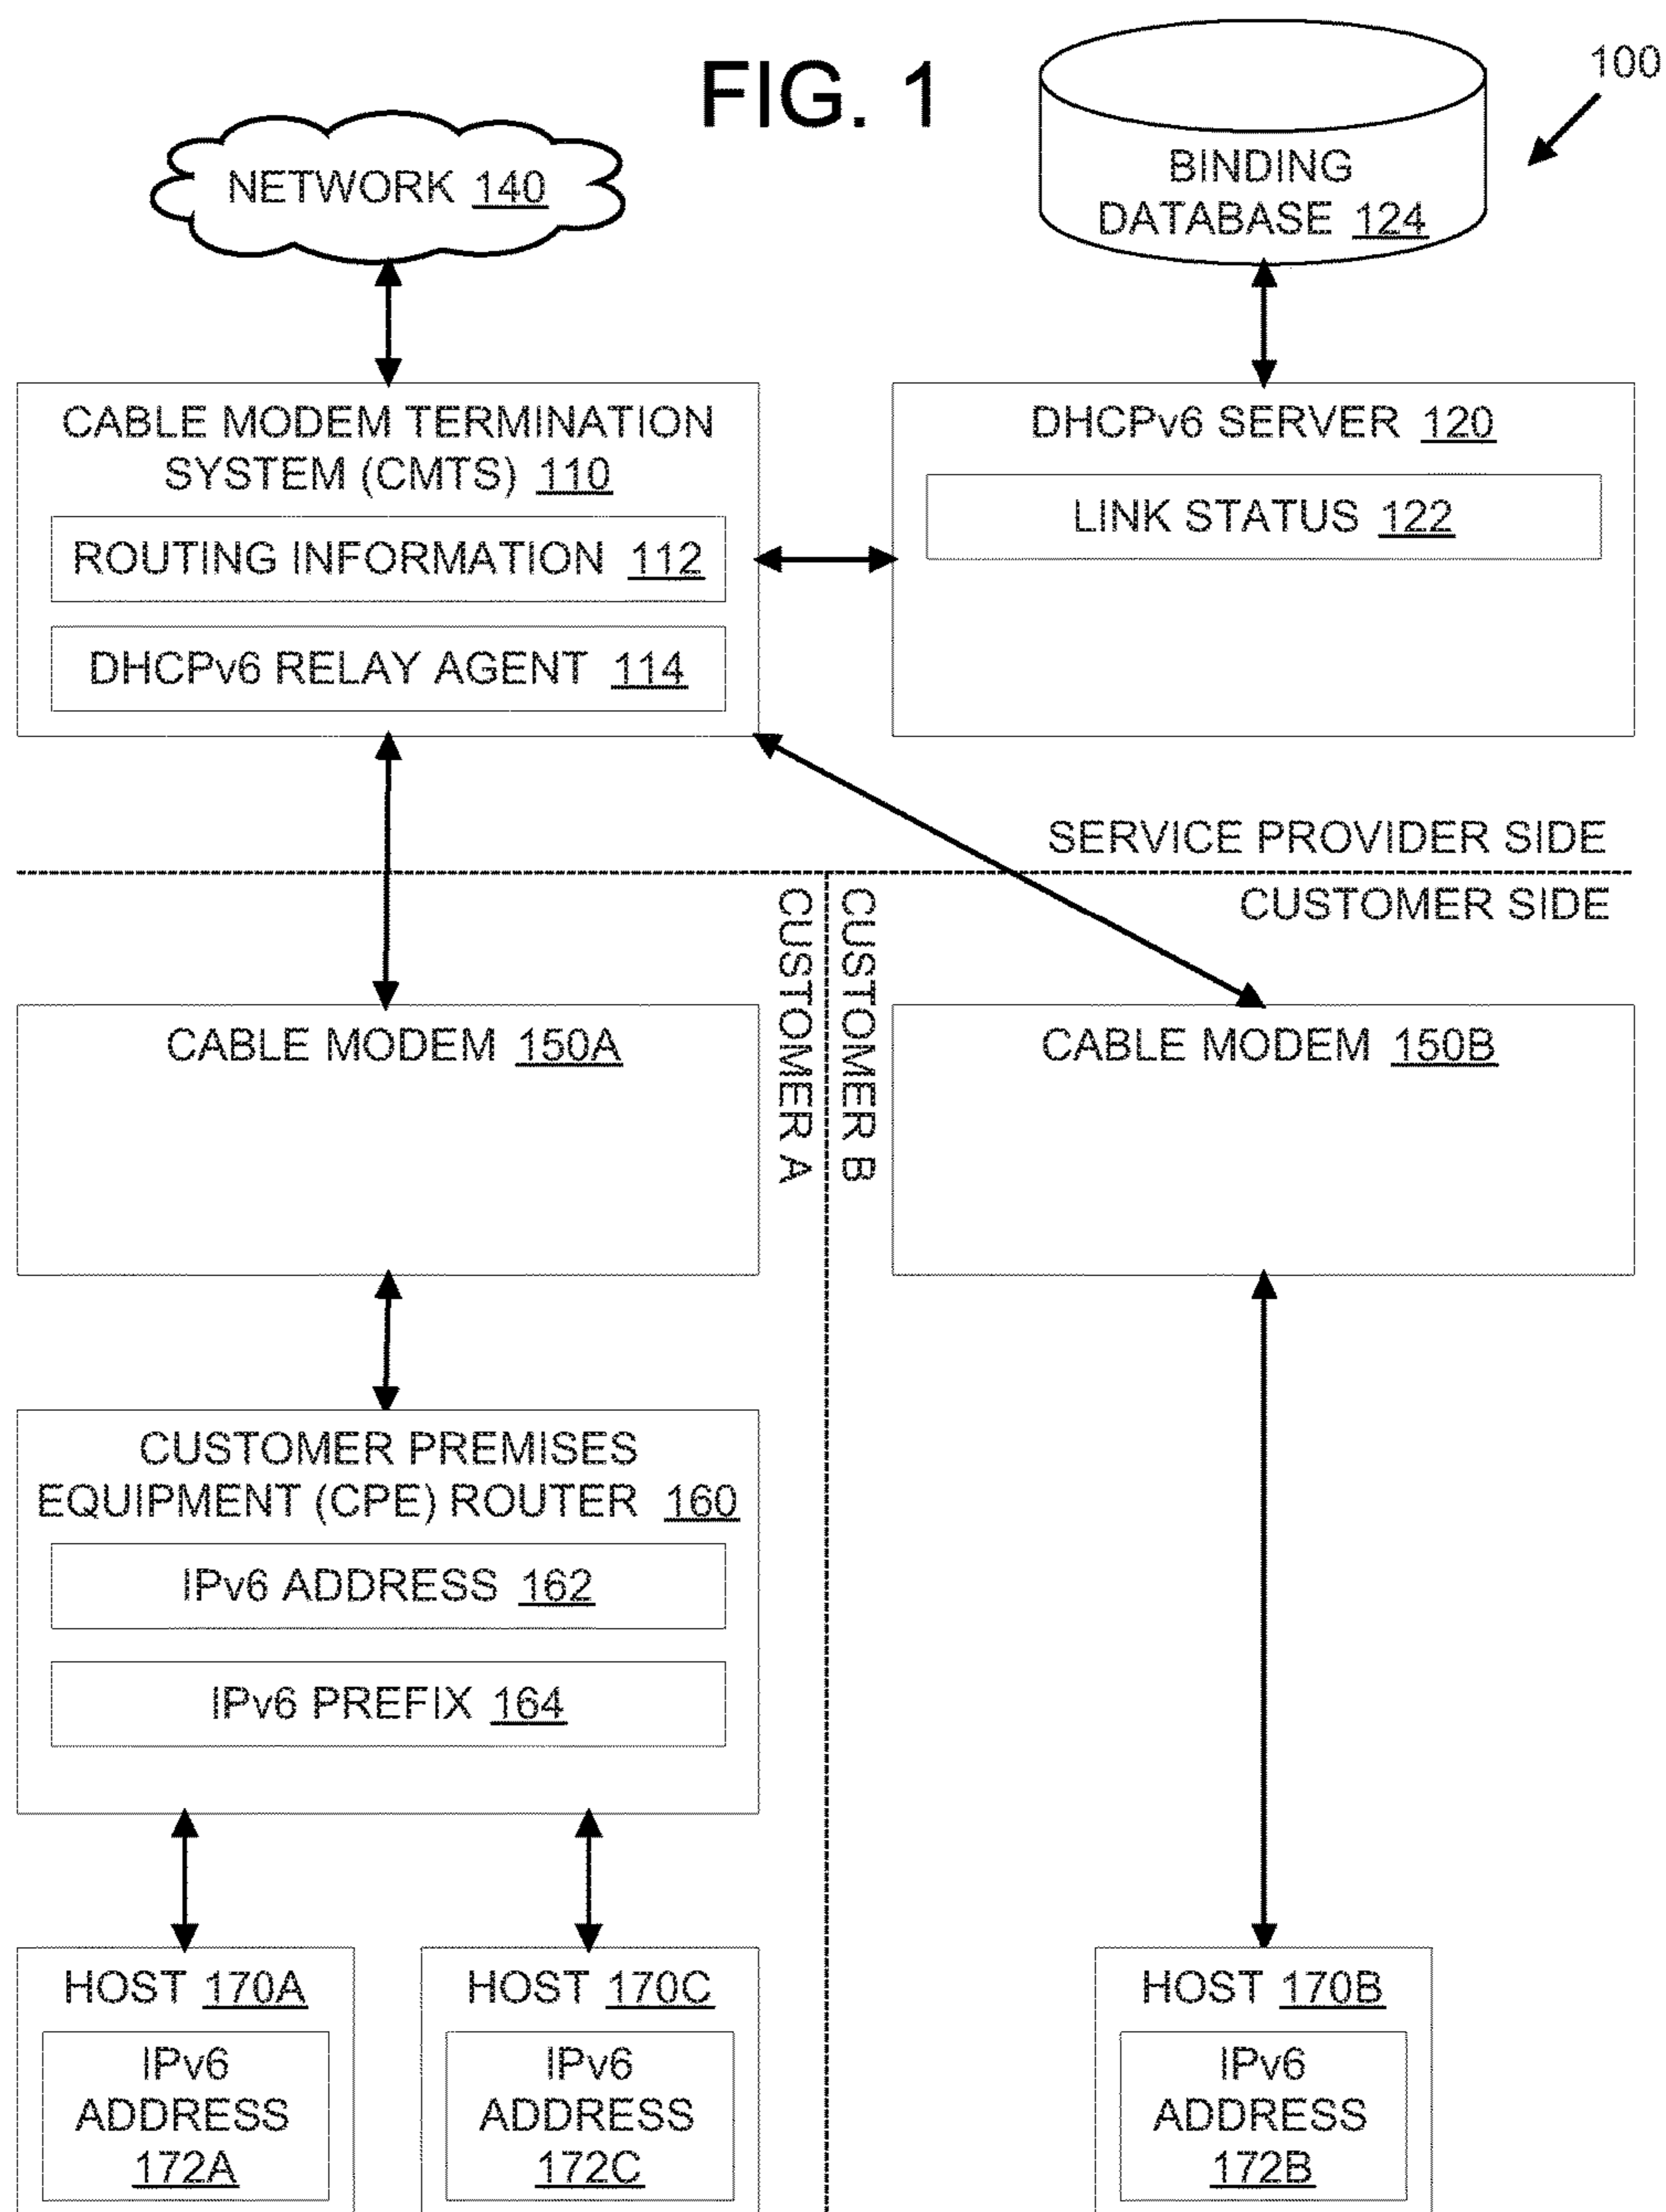 FIG. 1
100
NETWORK 140
BINDING
DATABASE 124
CABLE MODEM TERMINATION
SYSTEM (CMTS) 110
ROUTING INFORMATION 112
DHCPv6 RELAY AGENT 114
DHCPv6 SERVER 120
LINK STATUS 122
SERVICE PROVIDER SIDE
CUSTOMER SIDE
CUSTOMER A
CUSTOMER B
CABLE MODEM 150A
CABLE MODEM 150B
CUSTOMER PREMISES
EQUIPMENT (CPE) ROUTER 160
IPv6 ADDRESS 162
IPv6 PREFIX 164
HOST 170A
IPv6
ADDRESS
172A
HOST 170C
IPv6
ADDRESS
172C
HOST 170B
IPv6
ADDRESS
172B